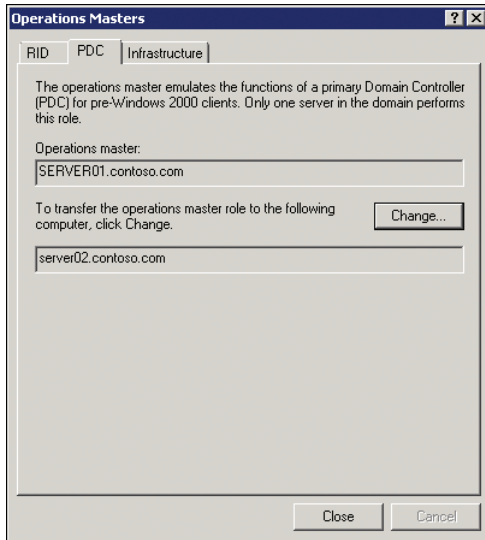 Operations Masters
RID
PDC
Infrastructure
The operations master emulates the functions of a primary Domain Controller
(PDC) for pre-Windows 2000 clients. Only one server in the domain performs
this role.
Operations master:
SERVER01.contoso.com
To transfer the operations master role to the following
computer, click Change.
Change...
server02.contoso.com
Close
Cancel